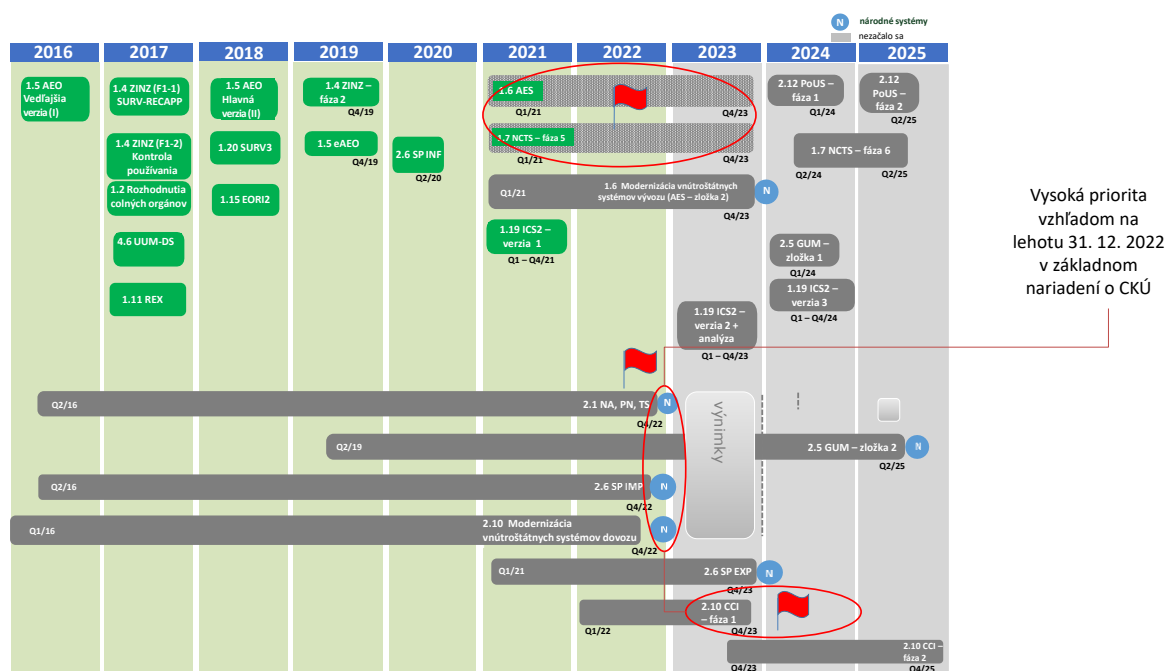 N národné systémy
nezačalo sa
2016 2017 2018 2019 2020 2021 2022 2023 2024 2025
1.5 AEO
Vedľajšia
verzia (I)
1.4 ZINZ (F1-1)
SURV-RECAPP
1.5 AEO
Hlavná
verzia (II)
1.4 ZINZ –
fáza 2
Q4/19
1.6 AES
Q1/21
Q4/23
2.12 PoUS –
fáza 1
Q1/24
2.12
PoUS –
fáza 2
Q2/25
1.4 ZINZ (F1-2)
Kontrola
používania
1.20 SURV3
1.5 eAEO
Q4/19
2.6 SP INF
Q2/20
1.7 NCTS – fáza 5
Q1/21
Q4/23
1.7 NCTS – fáza 6
Q2/24
Q2/25
1.2 Rozhodnutia
colných orgánov
1.15 EORI2
Q1/21
1.6 Modernizácia vnútroštátnych
systémov vývozu (AES – zložka 2)
Q4/23
N
4.6 UUM-DS
1.19 ICS2 –
verzia 1
Q1 – Q4/21
2.5 GUM –
zložka 1
Q1/24
1.11 REX
1.19 ICS2 –
verzia 3
Q1 – Q4/24
1.19 ICS2 –
verzia 2 +
analýza
Q1 – Q4/23
Vysoká priorita
vzhľadom na
lehotu 31. 12. 2022
v základnom
nariadení o CKÚ
Q2/16
2.1 NA, PN, TS
Q4/22
N
výnimky
Q2/19
2.5 GUM – zložka 2
Q2/25
N
Q2/16
2.6 SP IMP
Q4/22
N
Q1/16
2.10 Modernizácia
vnútroštátnych systémov dovozu
Q4/22
N
Q1/21
2.6 SP EXP
Q4/23
N
2.10 CCI
– fáza 1
Q1/22
Q4/23
2.10 CCI –
fáza 2
Q4/23
Q4/25